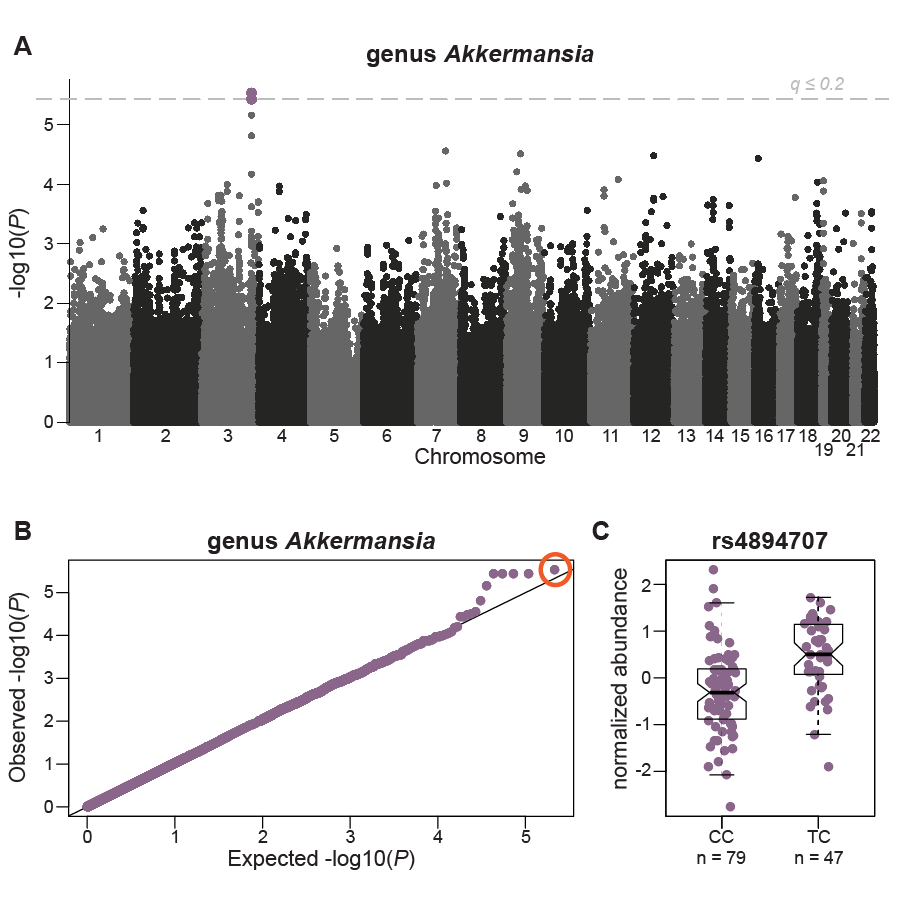 A
genus Akkermansia
q ≤ 0.2
-log10(P)
5
4
3
2
1
0
1 2 3 4 5 6 7 8 9 10 11 12 13 14 15 16 17 18 20 22
19 21
Chromosome
B
genus Akkermansia
Observed -log10(P)
5
4
3
2
1
0
0 1 2 3 4 5
Expected -log10(P)
C
rs4894707
normalized abundance
2
1
0
-1
-2
CC TC
n = 79 n = 47